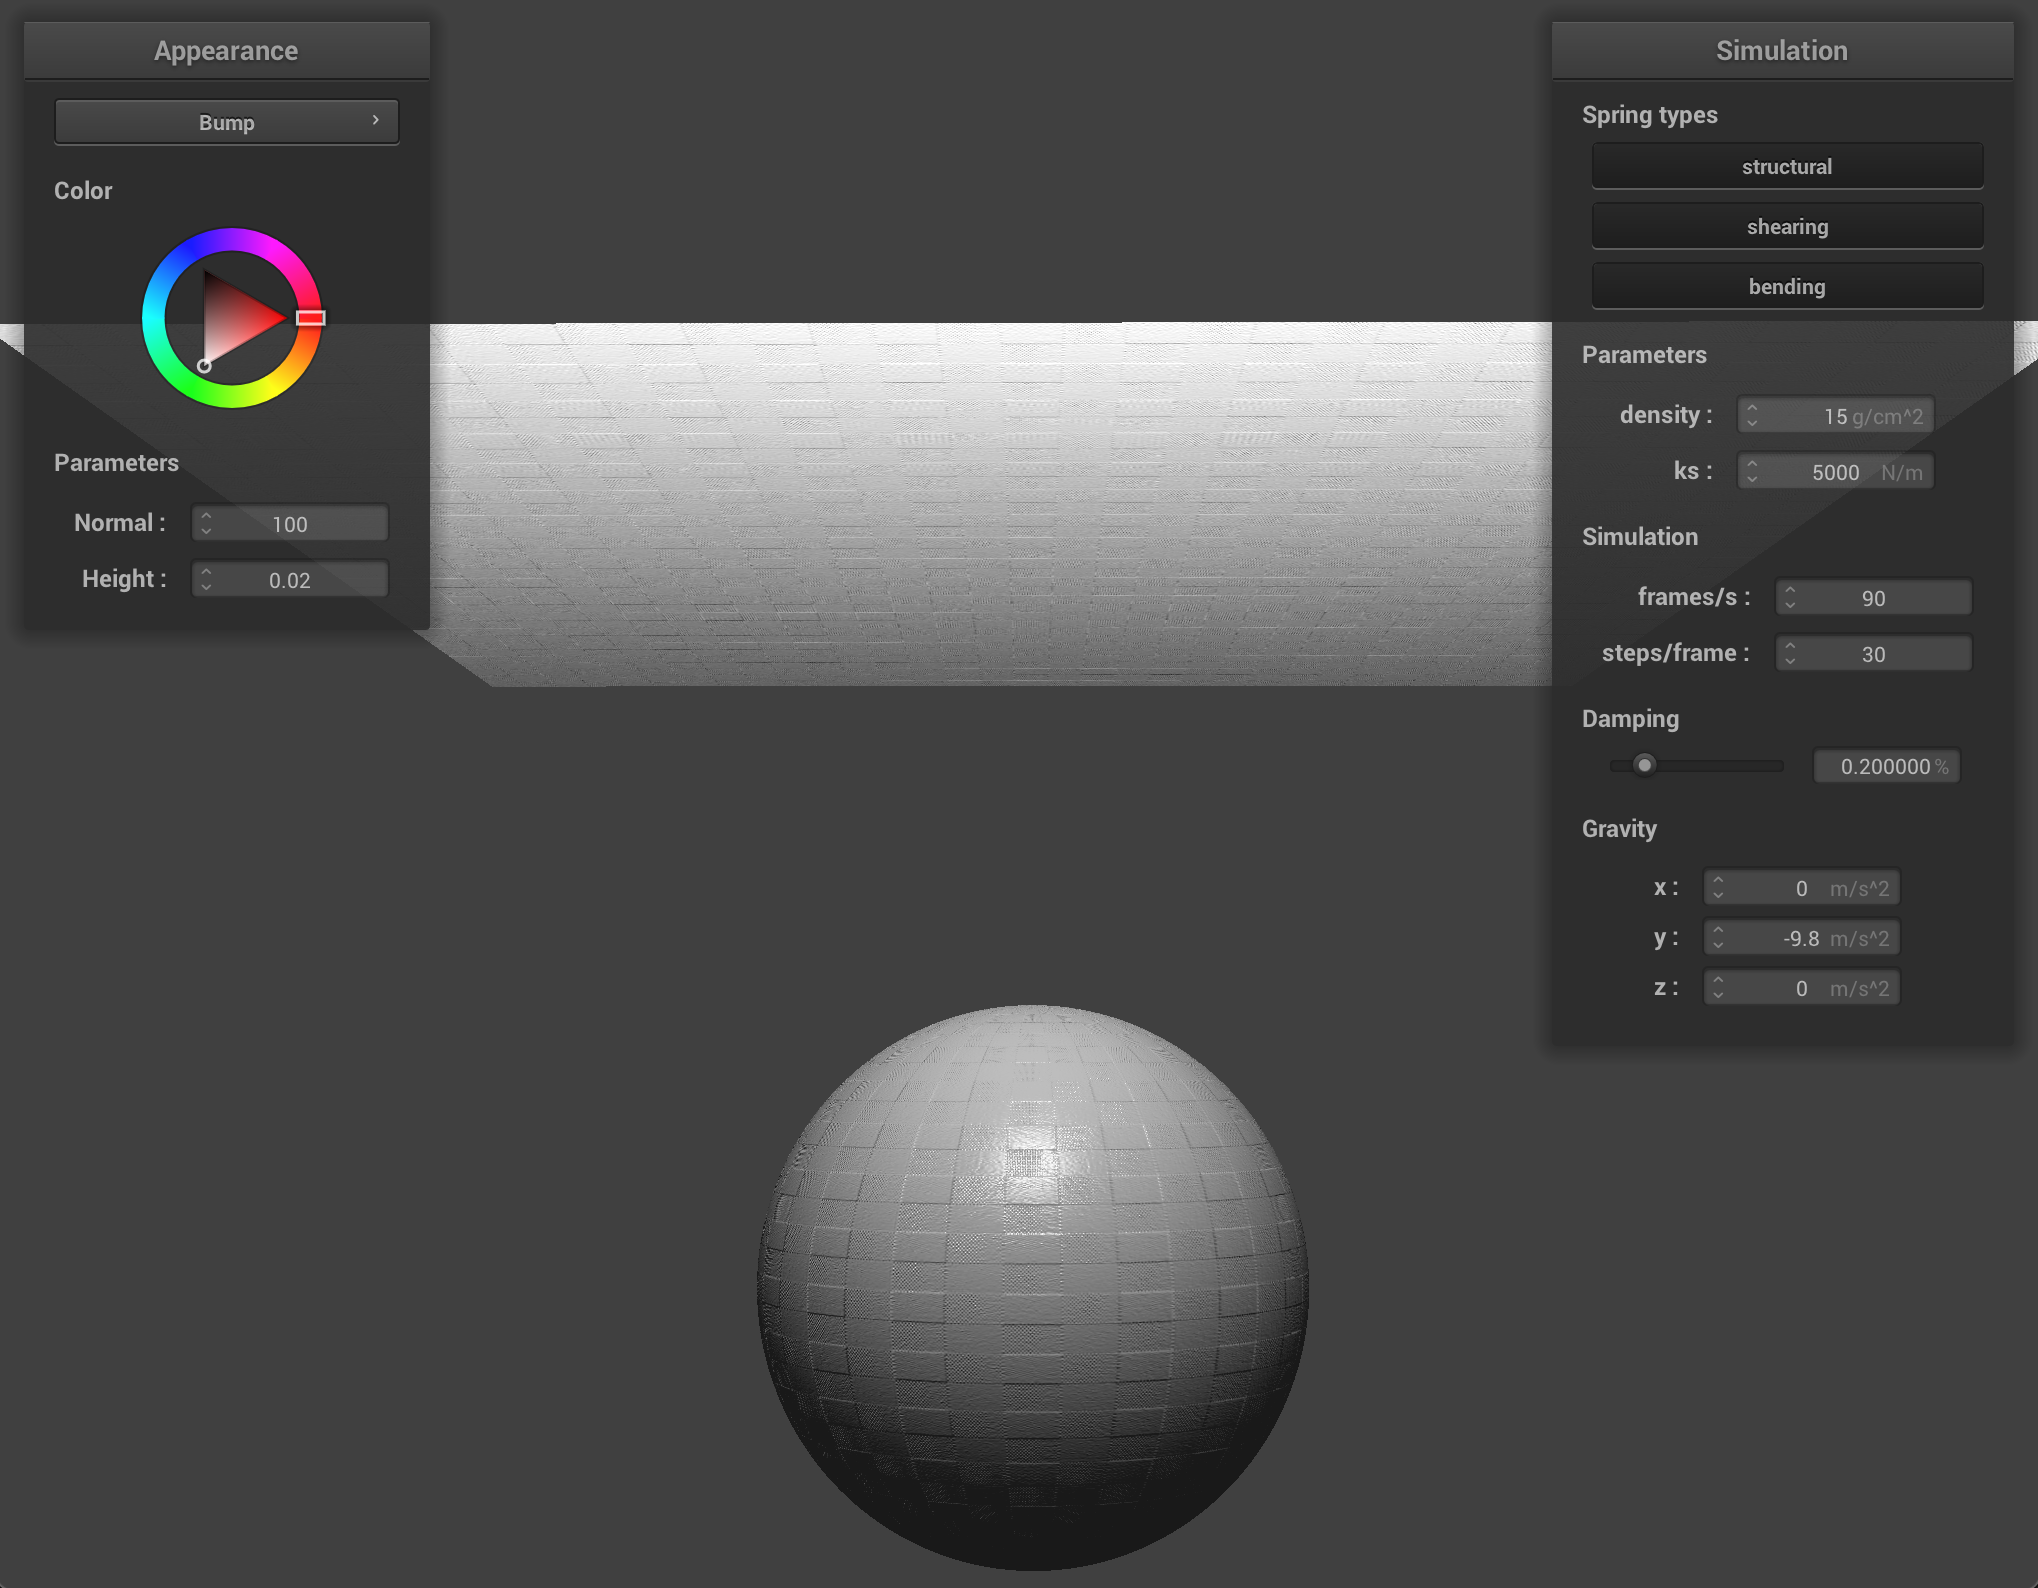 Appearance
Bump
Color
Parameters
Normal : 100
Height : 0.02
Simulation
Spring types
structural
shearing
bending
Parameters
density : 15 g/cm^2
ks : 5000 N/m
Simulation
frames/s : 90
steps/frame : 30
Damping
0.200000 %
Gravity
x : 0 m/s^2
y : -9.8 m/s^2
z : 0 m/s^2